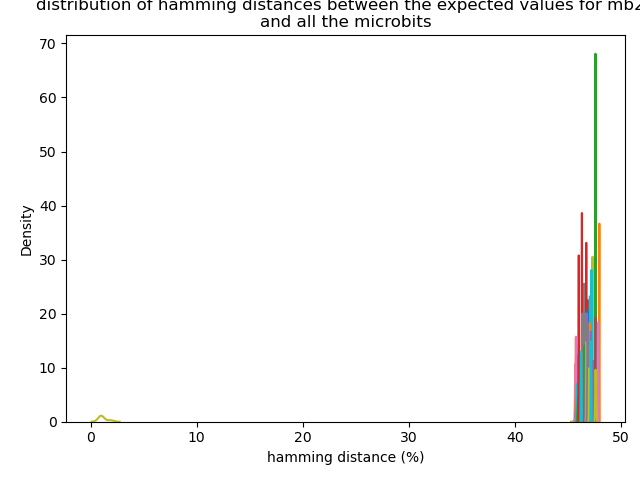 distribution of hamming distances between the expected values for mb2
and all the microbits
70
60
50
40
30
20
10
0
Density
0 10 20 30 40 50
hamming distance (%)